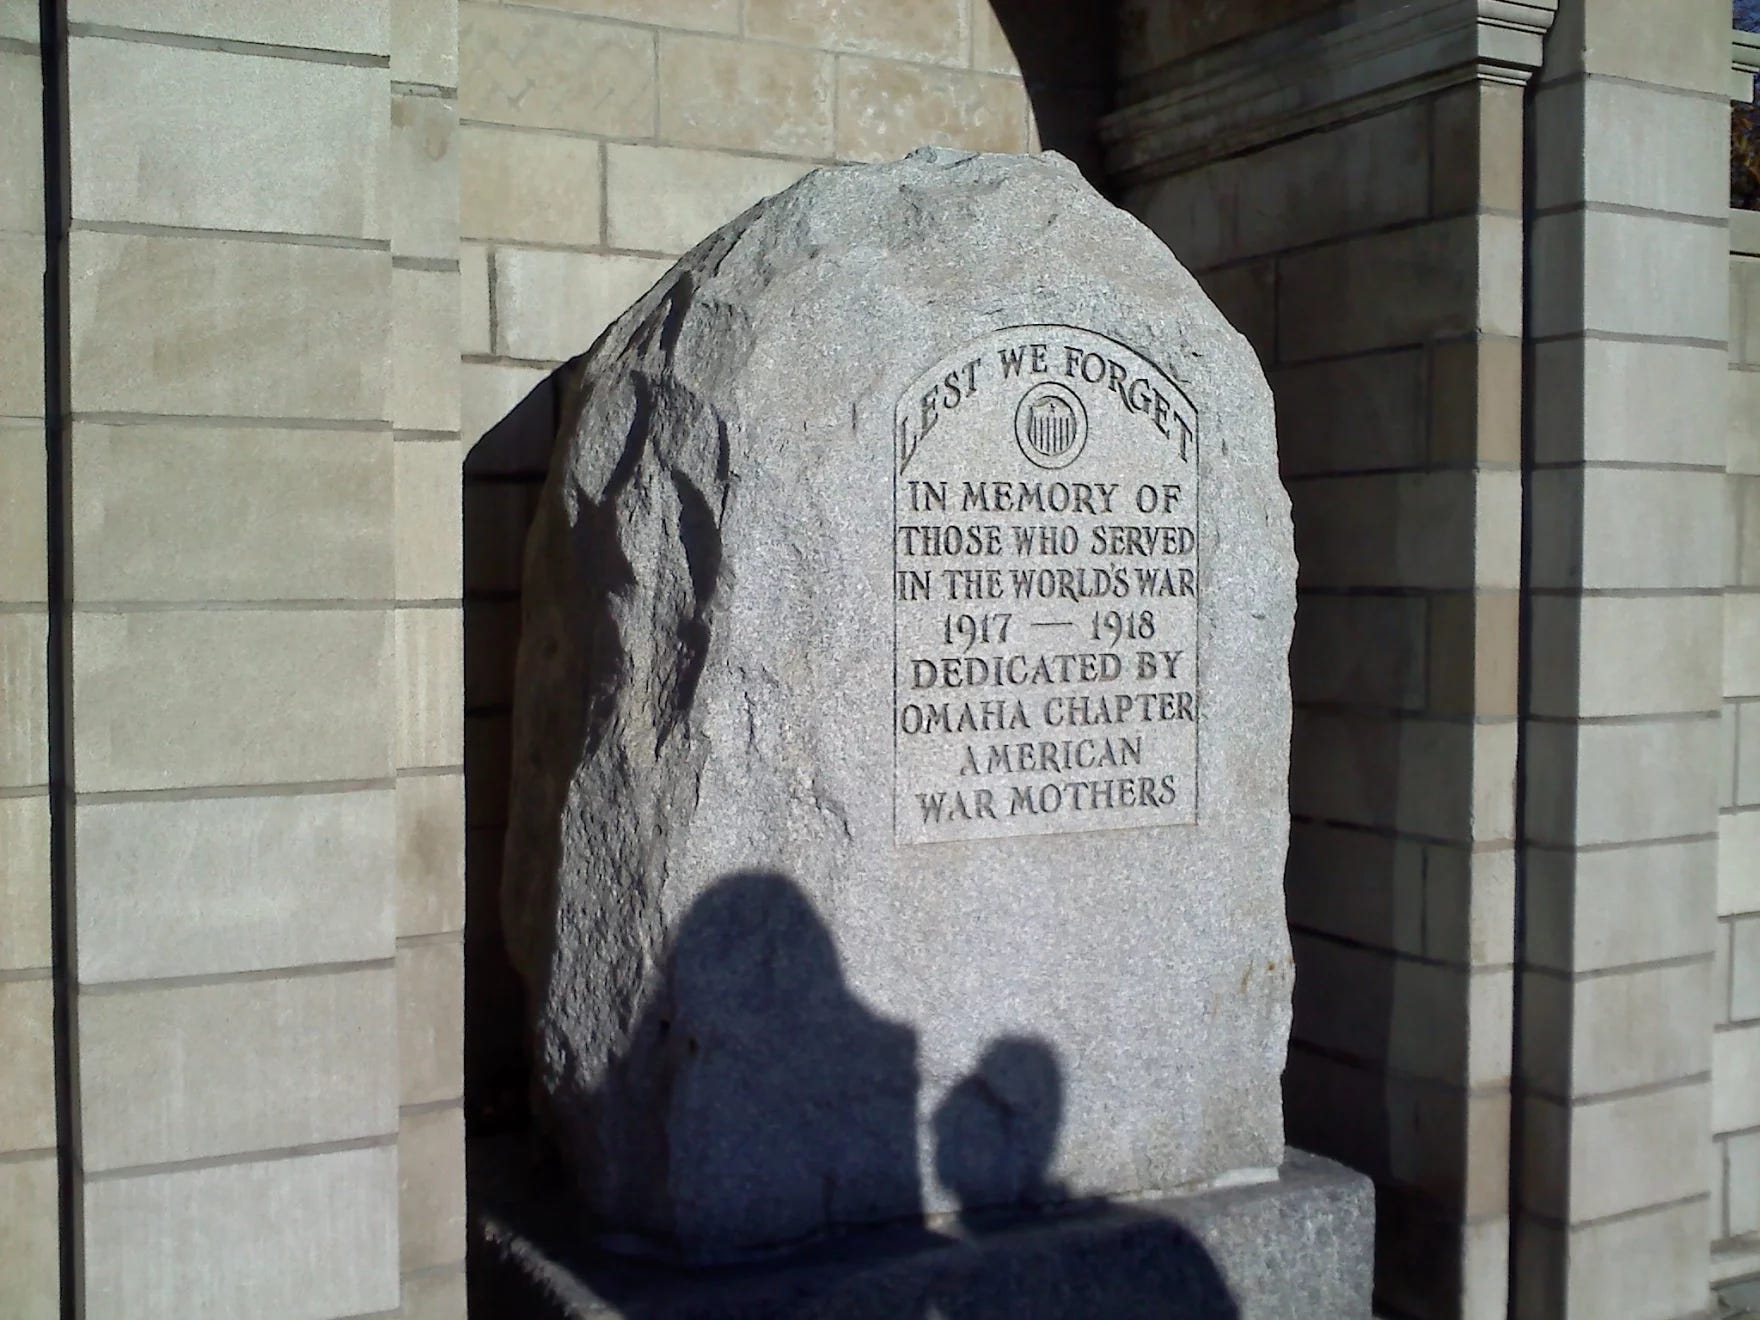 LEST WE FORGET
IN MEMORY OF
THOSE WHO SERVED
IN THE WORLD'S WAR
1917 — 1918
DEDICATED BY
OMAHA CHAPTER
AMERICAN
WAR MOTHERS